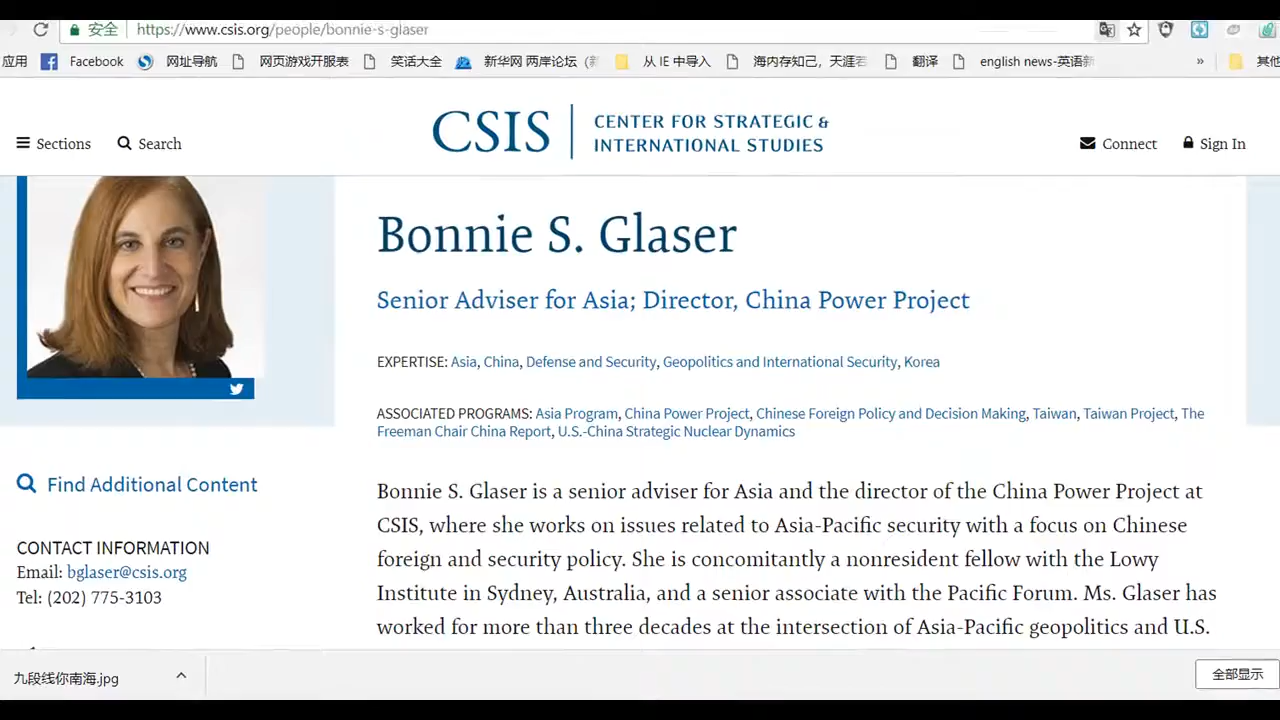 安全 https://www.csis.org/people/bonnie-s-glaser
应用 Facebook 网址导航 网页游戏开服表 笑话大全 新华网 两岸论坛 从 IE 中导入 海内存知己，天涯 翻译 english news-英语新 » 其他
Sections Search
CSIS CENTER FOR STRATEGIC &
INTERNATIONAL STUDIES
Connect Sign In
Bonnie S. Glaser
Senior Adviser for Asia; Director, China Power Project
EXPERTISE: Asia, China, Defense and Security, Geopolitics and International Security, Korea
ASSOCIATED PROGRAMS: Asia Program, China Power Project, Chinese Foreign Policy and Decision Making, Taiwan, Taiwan Project, The
Freeman Chair China Report, U.S.-China Strategic Nuclear Dynamics
Find Additional Content
CONTACT INFORMATION
Email: bglaser@csis.org
Tel: (202) 775-3103
Bonnie S. Glaser is a senior adviser for Asia and the director of the China Power Project at
CSIS, where she works on issues related to Asia-Pacific security with a focus on Chinese
foreign and security policy. She is concomitantly a nonresident fellow with the Lowy
Institute in Sydney, Australia, and a senior associate with the Pacific Forum. Ms. Glaser has
worked for more than three decades at the intersection of Asia-Pacific geopolitics and U.S.
九段线你南海.jpg
全部显示